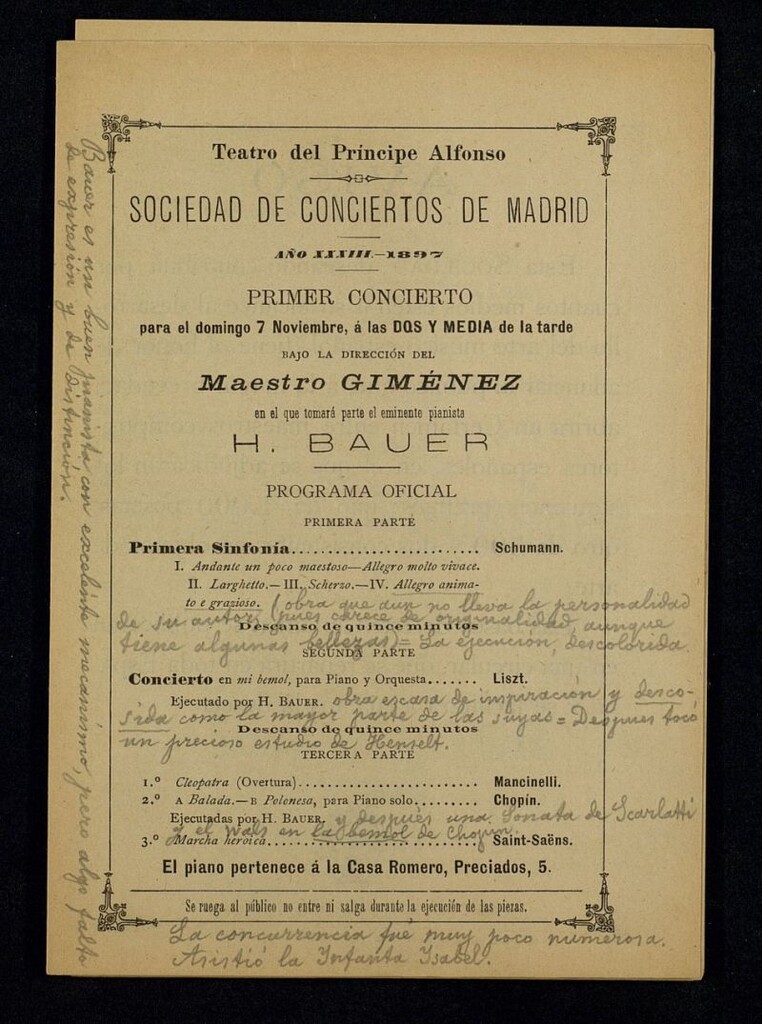 Teatro del Príncipe Alfonso
SOCIEDAD DE CONCIERTOS DE MADRID
AÑO XXXIII.—1897
PRIMER CONCIERTO
para el domingo 7 Noviembre, á las DOS Y MEDIA de la tarde
BAJO LA DIRECCIÓN DEL
Maestro GIMÉNEZ
en el que tomará parte el eminente pianista
H. BAUER
PROGRAMA OFICIAL
PRIMERA PARTE
Primera Sinfonía........................ Schumann.
I. Andante un poco maestoso—Allegro molto vivace.
II. Larghetto.—III. Scherzo.—IV. Allegro anima-
to e grazioso. (obra que aun no lleva la personalidad
de su autor, pues carece de originalidad, aunque
Descanso de quince minutos
tiene algunas bellezas) = La ejecución, descolorida.
SEGUNDA PARTE
Concierto en mi bemol, para Piano y Orquesta....... Liszt.
Ejecutado por H. BAUER. obra escasa de inspiración y desco-
sida como la mayor parte de las suyas = Despues tocó
Descanso de quince minutos
un precioso estudio de Henselt.
TERCERA PARTE
1.º Cleopatra (Overtura)............................ Mancinelli.
2.º A Balada.—B Polonesa, para Piano solo......... Chopin.
Ejecutadas por H. BAUER. y después una Sonata de Scarlatti
y el Wals en la bemol de Chopin.
3.º Marcha heróica................................ Saint-Saëns.
El piano pertenece á la Casa Romero, Preciados, 5.
Se ruega al público no entre ni salga durante la ejecución de las piezas.
La concurrencia fué muy poco numerosa.
Asistió la Infanta Isabel.
Bauer es un buen pianista con excelente mecanismo, pero algo falto
de expresión y de distinción.